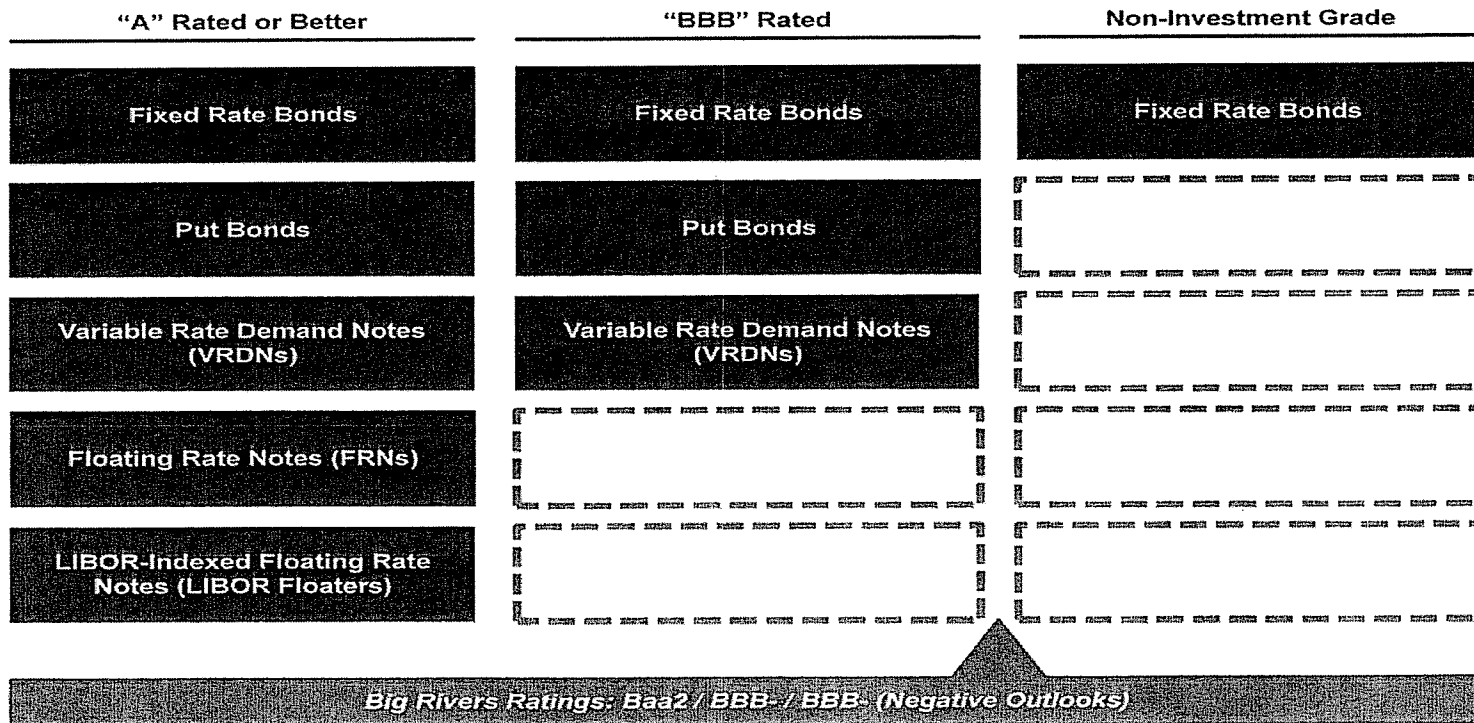 "A" Rated or Better
"BBB" Rated
Non-Investment Grade
Fixed Rate Bonds
Fixed Rate Bonds
Fixed Rate Bonds
Put Bonds
Put Bonds
Variable Rate Demand Notes
(VRDNs)
Variable Rate Demand Notes
(VRDNs)
Floating Rate Notes (FRNs)
LIBOR-Indexed Floating Rate
Notes (LIBOR Floaters)
Big Rivers Ratings: Baa2 / BBB- / BBB- (Negative Outlooks)